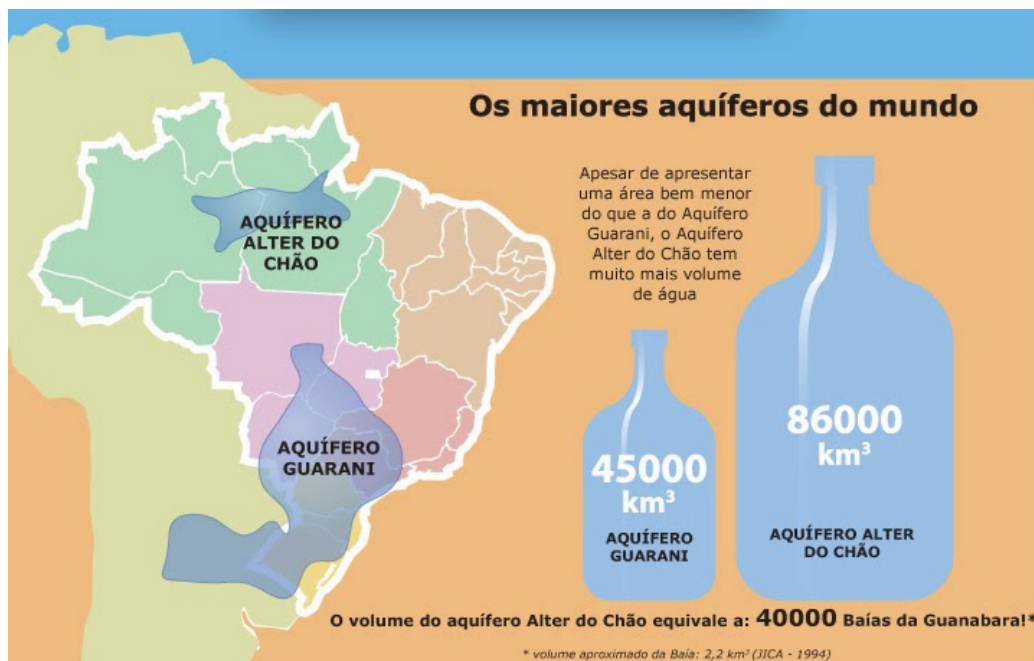 Os maiores aquíferos do mundo
Apesar de apresentar
uma área bem menor
do que a do Aquífero
Guarani, o Aquífero
Alter do Chão tem
muito mais volume
de água
AQUÍFERO
ALTER DO
CHÃO
AQUÍFERO
GUARANI
45000
km³
AQUÍFERO
GUARANI
86000
km³
AQUÍFERO ALTER
DO CHÃO
O volume do aquífero Alter do Chão equivale a: 40000 Baías da Guanabara!*
* volume aproximado da Baía: 2,2 km³ (JICA - 1994)